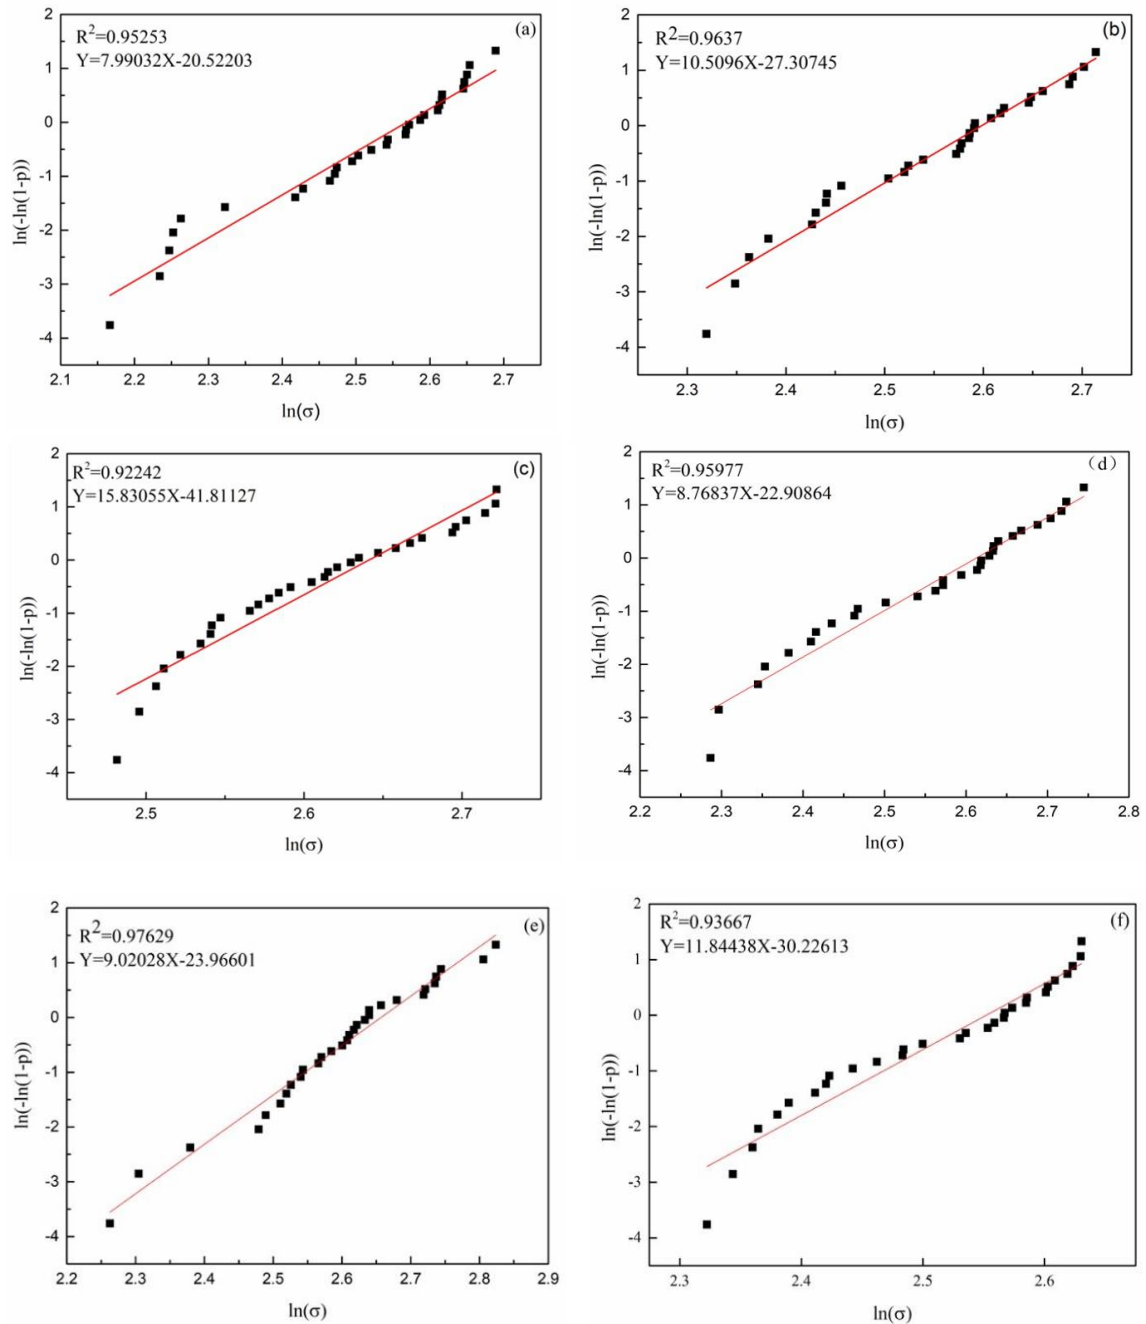 (a)
R²=0.95253
Y=7.99032X-20.52203
2
1
0
-1
-2
-3
-4
ln(-ln(1-p))
2.1 2.2 2.3 2.4 2.5 2.6 2.7
ln(σ)
(b)
R²=0.9637
Y=10.5096X-27.30745
2
1
0
-1
-2
-3
-4
ln(-ln(1-p))
2.3 2.4 2.5 2.6 2.7
ln(σ)
(c)
R²=0.92242
Y=15.83055X-41.81127
2
1
0
-1
-2
-3
-4
ln(-ln(1-p))
2.5 2.6 2.7
ln(σ)
(d)
R²=0.95977
Y=8.76837X-22.90864
2
1
0
-1
-2
-3
-4
ln(-ln(1-p))
2.2 2.3 2.4 2.5 2.6 2.7 2.8
ln(σ)
(e)
R²=0.97629
Y=9.02028X-23.96601
2
1
0
-1
-2
-3
-4
ln(-ln(1-p))
2.2 2.3 2.4 2.5 2.6 2.7 2.8 2.9
ln(σ)
(f)
R²=0.93667
Y=11.84438X-30.22613
2
1
0
-1
-2
-3
-4
ln(-ln(1-p))
2.3 2.4 2.5 2.6
ln(σ)